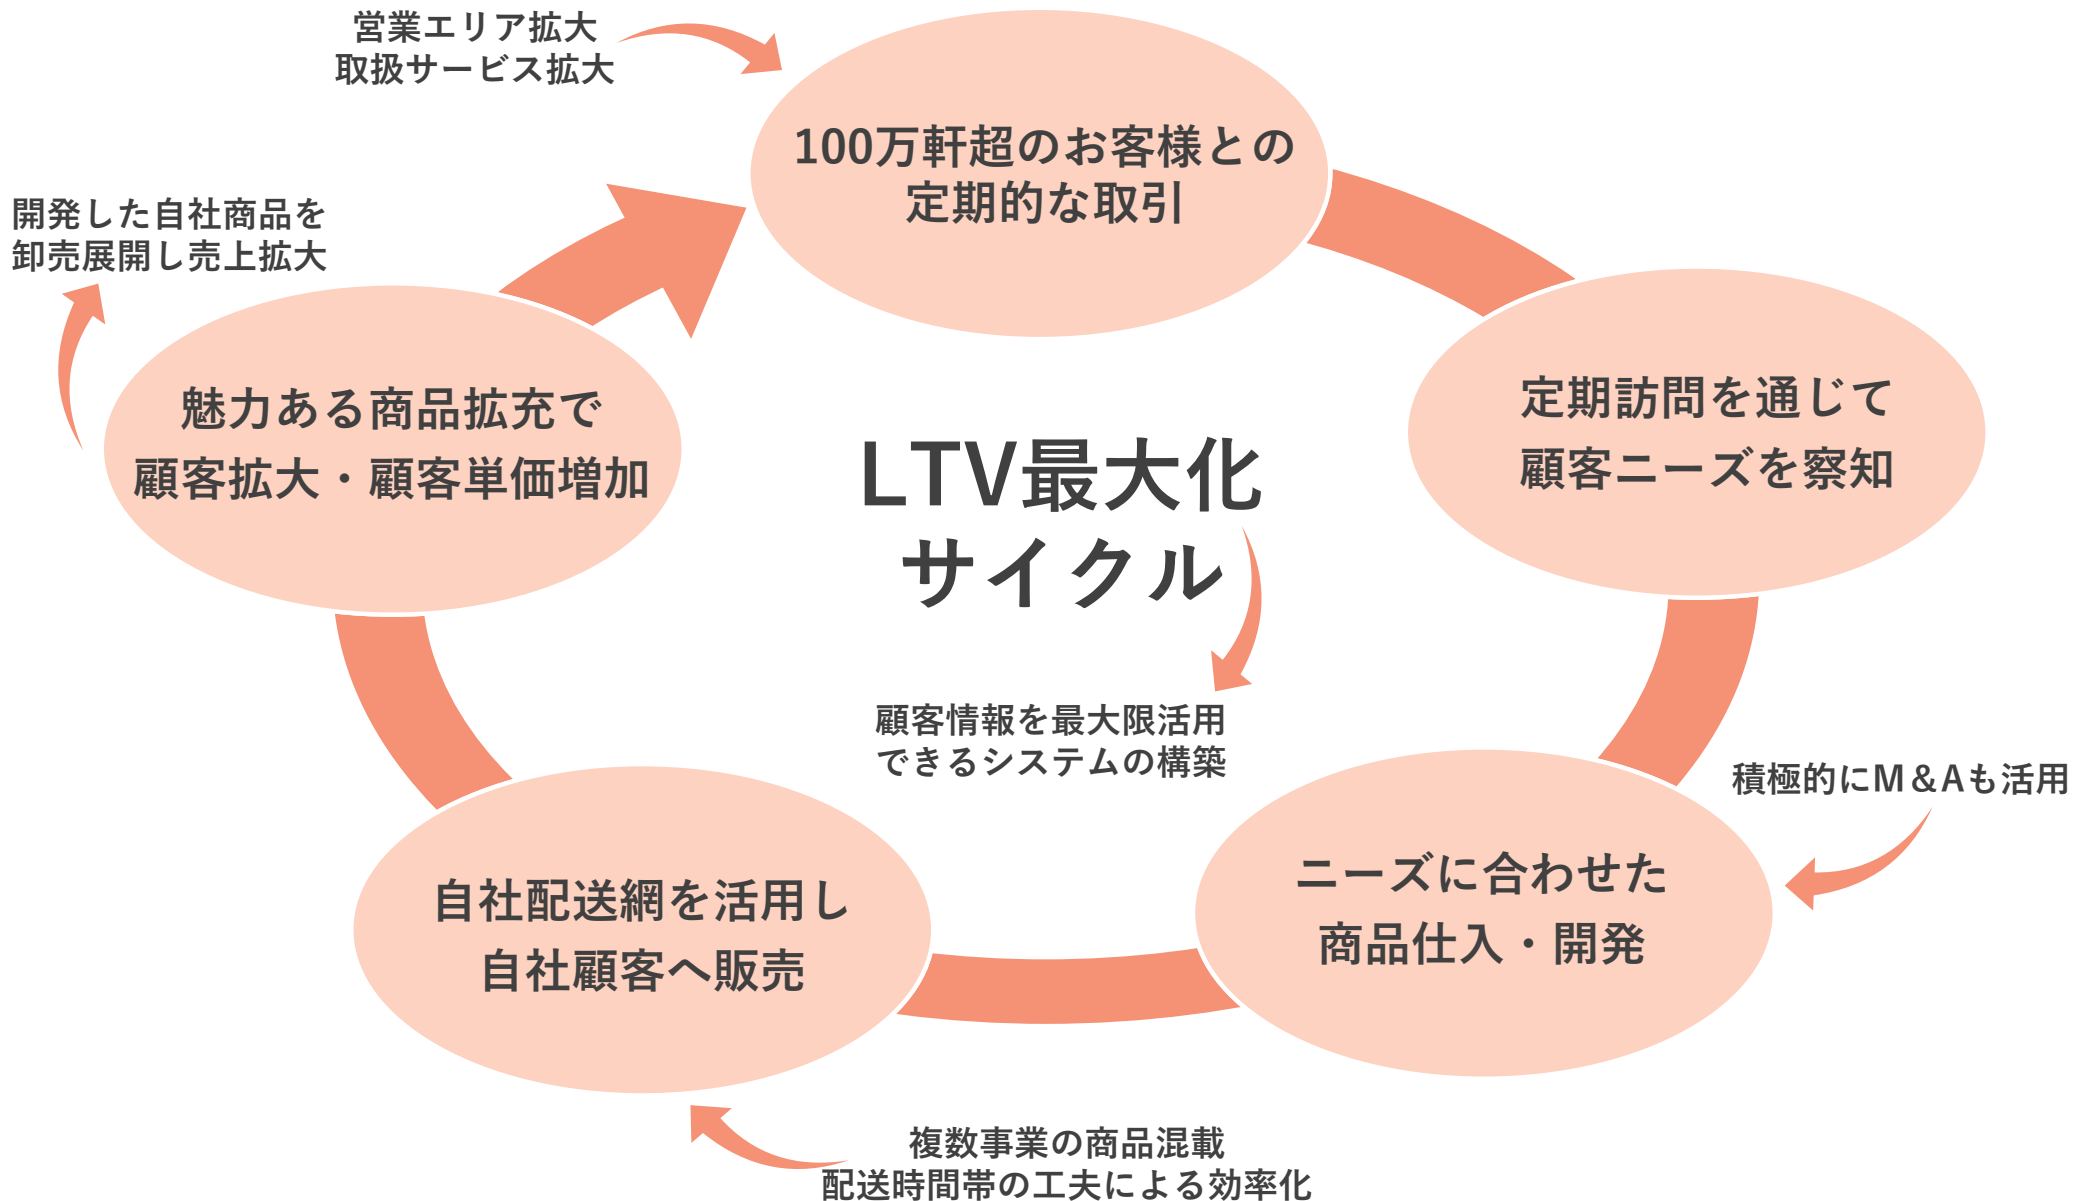 営業エリア拡大
取扱サービス拡大
100万軒超のお客様との
定期的な取引
開発した自社商品を
卸売展開し売上拡大
魅力ある商品拡充で
顧客拡大・顧客単価増加
定期訪問を通じて
顧客ニーズを察知
LTV最大化
サイクル
顧客情報を最大限活用
できるシステムの構築
積極的にM＆Aも活用
ニーズに合わせた
商品仕入・開発
自社配送網を活用し
自社顧客へ販売
複数事業の商品混載
配送時間帯の工夫による効率化